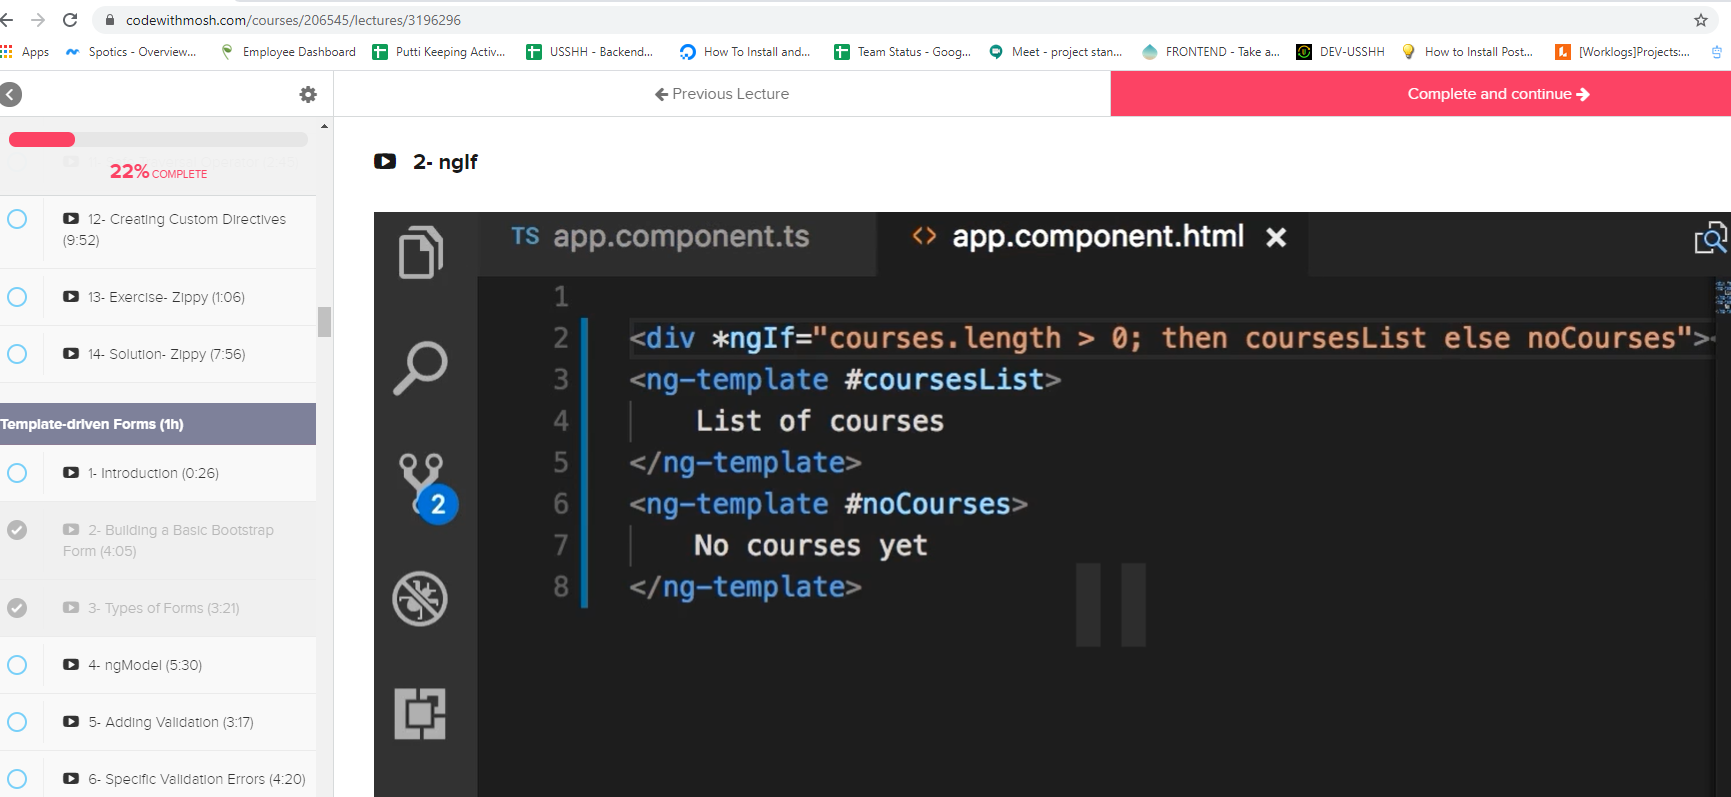 codewithmosh.com/courses/206545/lectures/3196296
Apps
Spotics - Overview...
Employee Dashboard
Putti Keeping Activ...
USSHH - Backend...
How To Install and...
Team Status - Goog...
Meet - project stan...
FRONTEND - Take a...
DEV-USSHH
How to Install Post...
[Worklogs]Projects:...
Previous Lecture
Complete and continue
22% COMPLETE
12- Creating Custom Directives
(9:52)
13- Exercise- Zippy (1:06)
14- Solution- Zippy (7:56)
Template-driven Forms (1h)
1- Introduction (0:26)
2- Building a Basic Bootstrap
Form (4:05)
3- Types of Forms (3:21)
4- ngModel (5:30)
5- Adding Validation (3:17)
6- Specific Validation Errors (4:20)
2- ngIf
TS app.component.ts
<> app.component.html
1
2 <div *ngIf="courses.length > 0; then coursesList else noCourses"><
3 <ng-template #coursesList>
4 List of courses
5 </ng-template>
6 <ng-template #noCourses>
7 No courses yet
8 </ng-template>
2